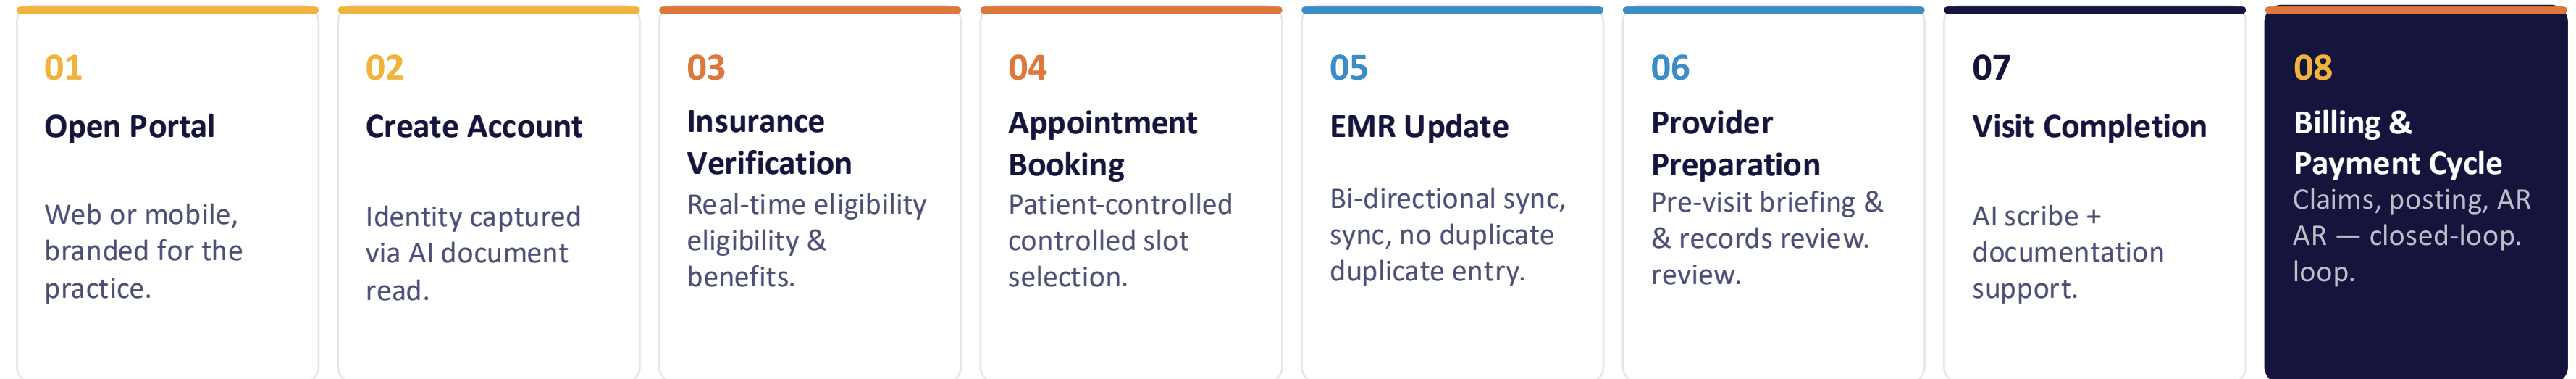 01
Open Portal
Web or mobile,
branded for the
practice.
02
Create Account
Identity captured
via AI document
read.
03
Insurance
Verification
Real-time eligibility
eligibility &
benefits.
04
Appointment
Booking
Patient-controlled
controlled slot
selection.
05
EMR Update
Bi-directional sync,
sync, no duplicate
duplicate entry.
06
Provider
Preparation
Pre-visit briefing &
& records review.
review.
07
Visit Completion
AI scribe +
documentation
support.
08
Billing &
Payment Cycle
Claims, posting, AR
AR — closed-loop.
loop.